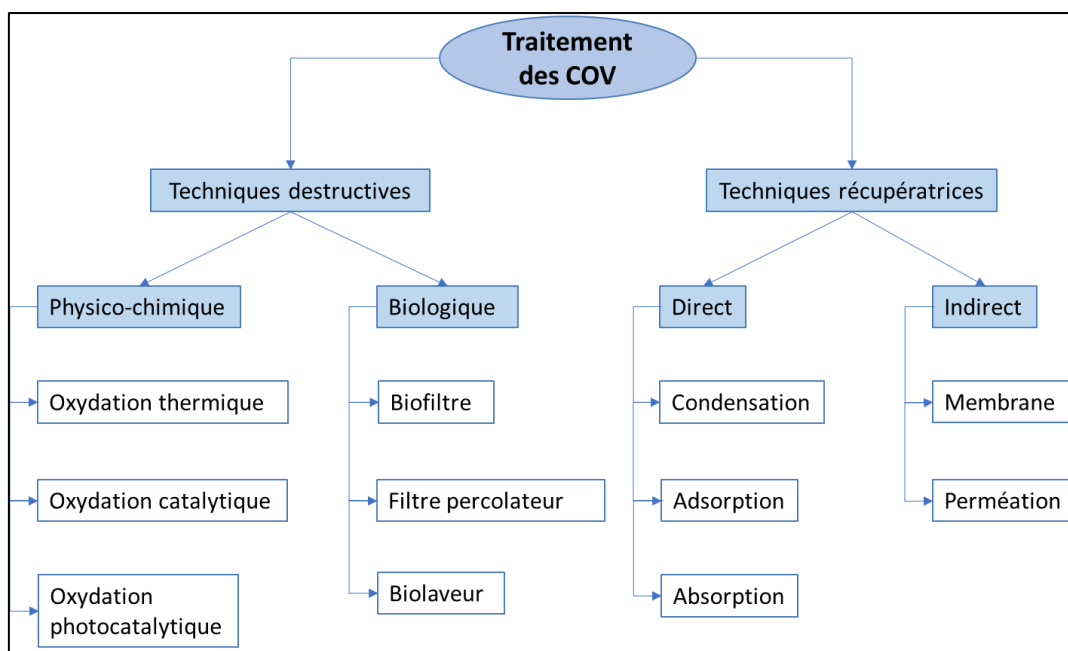 Traitement
des COV
Techniques destructives
Techniques récupératrices
Physico-chimique
Biologique
Direct
Indirect
Oxydation thermique
Biofiltre
Condensation
Membrane
Oxydation catalytique
Filtre percolateur
Adsorption
Perméation
Oxydation
photocatalytique
Biolaveur
Absorption